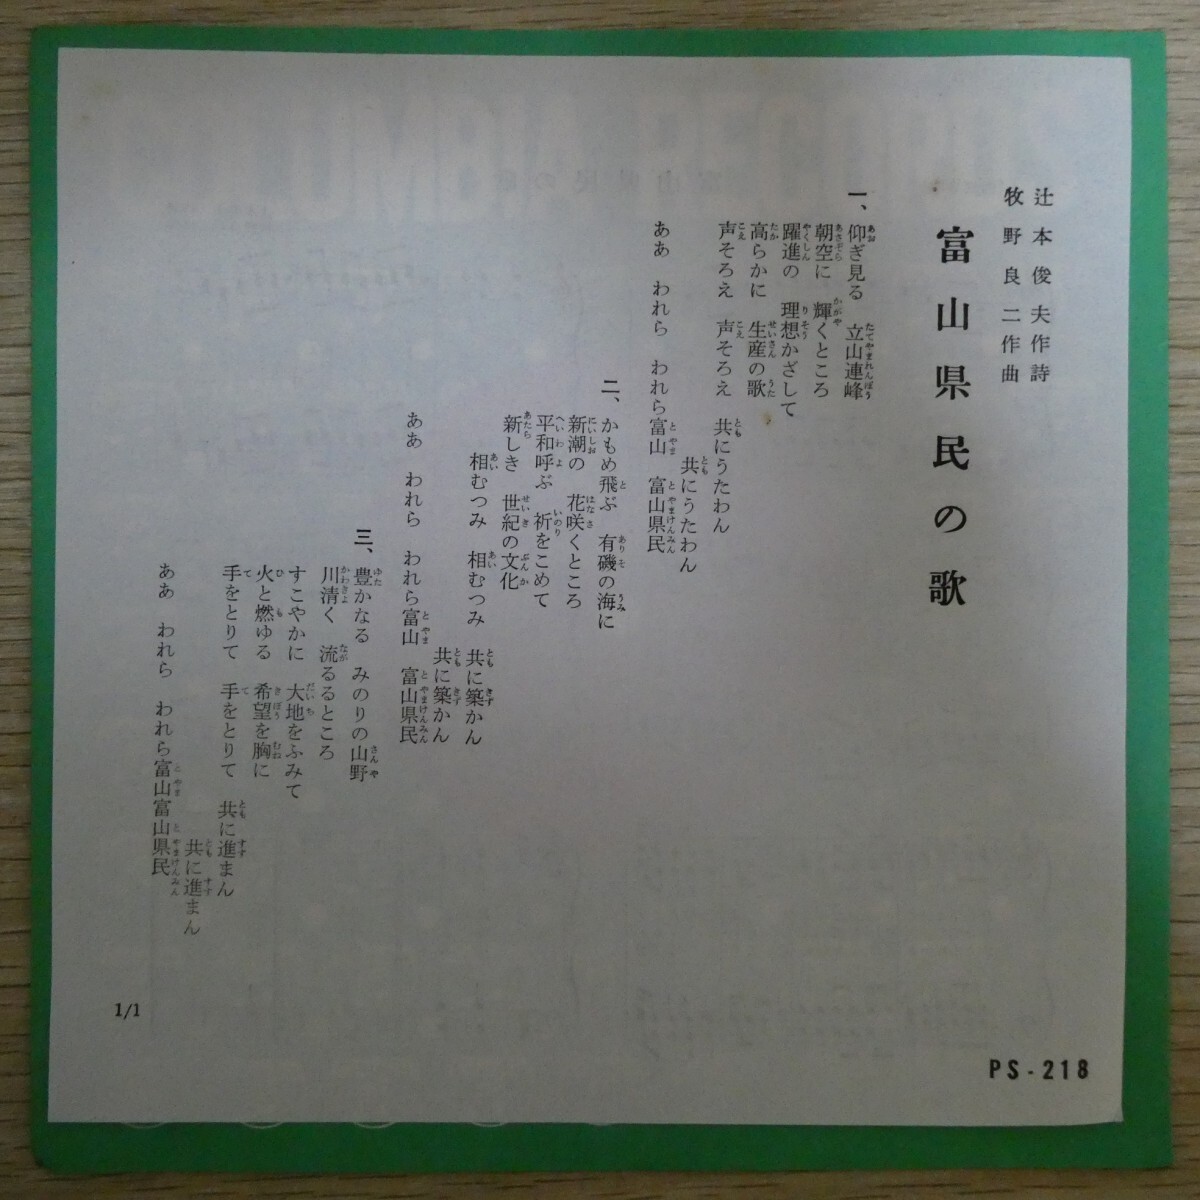 辻本俊夫作詩
牧野良二作曲
富山県民の歌
一、仰ぎ見る　立山連峰
朝空に　輝くところ
躍進の　理想かざして
高らかに　生産の歌
声そろえ　声そろえ　共にうたわん
共にうたわん
ああ　われら　われら富山　富山県民
二、かもめ飛ぶ　有磯の海に
新潮の　花咲くところ
平和呼ぶ　祈をこめて
新しき　世紀の文化
相むつみ　相むつみ　共に築かん
共に築かん
ああ　われら　われら富山　富山県民
三、豊かなる　みのりの山野
川清く　流るるところ
すこやかに　大地をふみて
火と燃ゆる　希望を胸に
手をとりて　手をとりて　共に進まん
共に進まん
ああ　われら　われら富山富山県民
1/1
PS-218